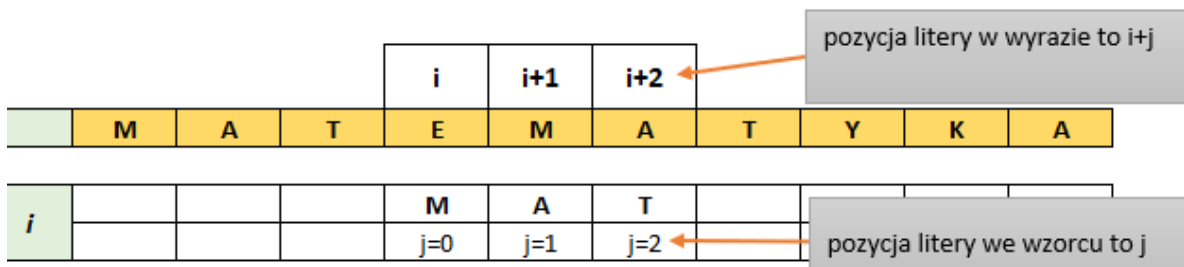 pozycja litery w wyrazie to i+j
i i+1 i+2
M A T E M A T Y K A
i
M A T
j=0 j=1 j=2
pozycja litery we wzorcu to j